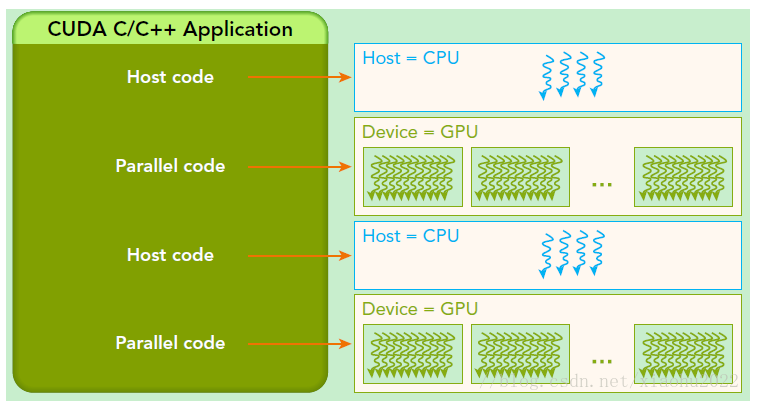 CUDA C/C++ Application
Host code
Host = CPU
Parallel code
Device = GPU
...
Host code
Host = CPU
Parallel code
Device = GPU
...